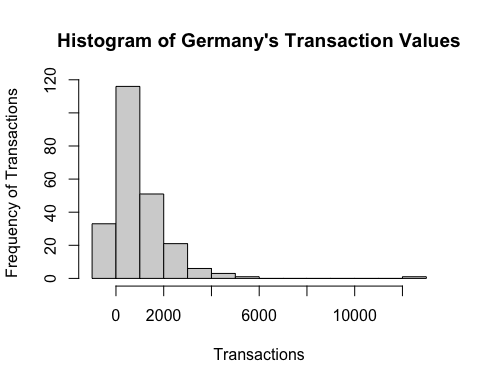 Histogram of Germany's Transaction Values
Frequency of Transactions
120
80
60
40
20
0
0 2000 6000 10000
Transactions